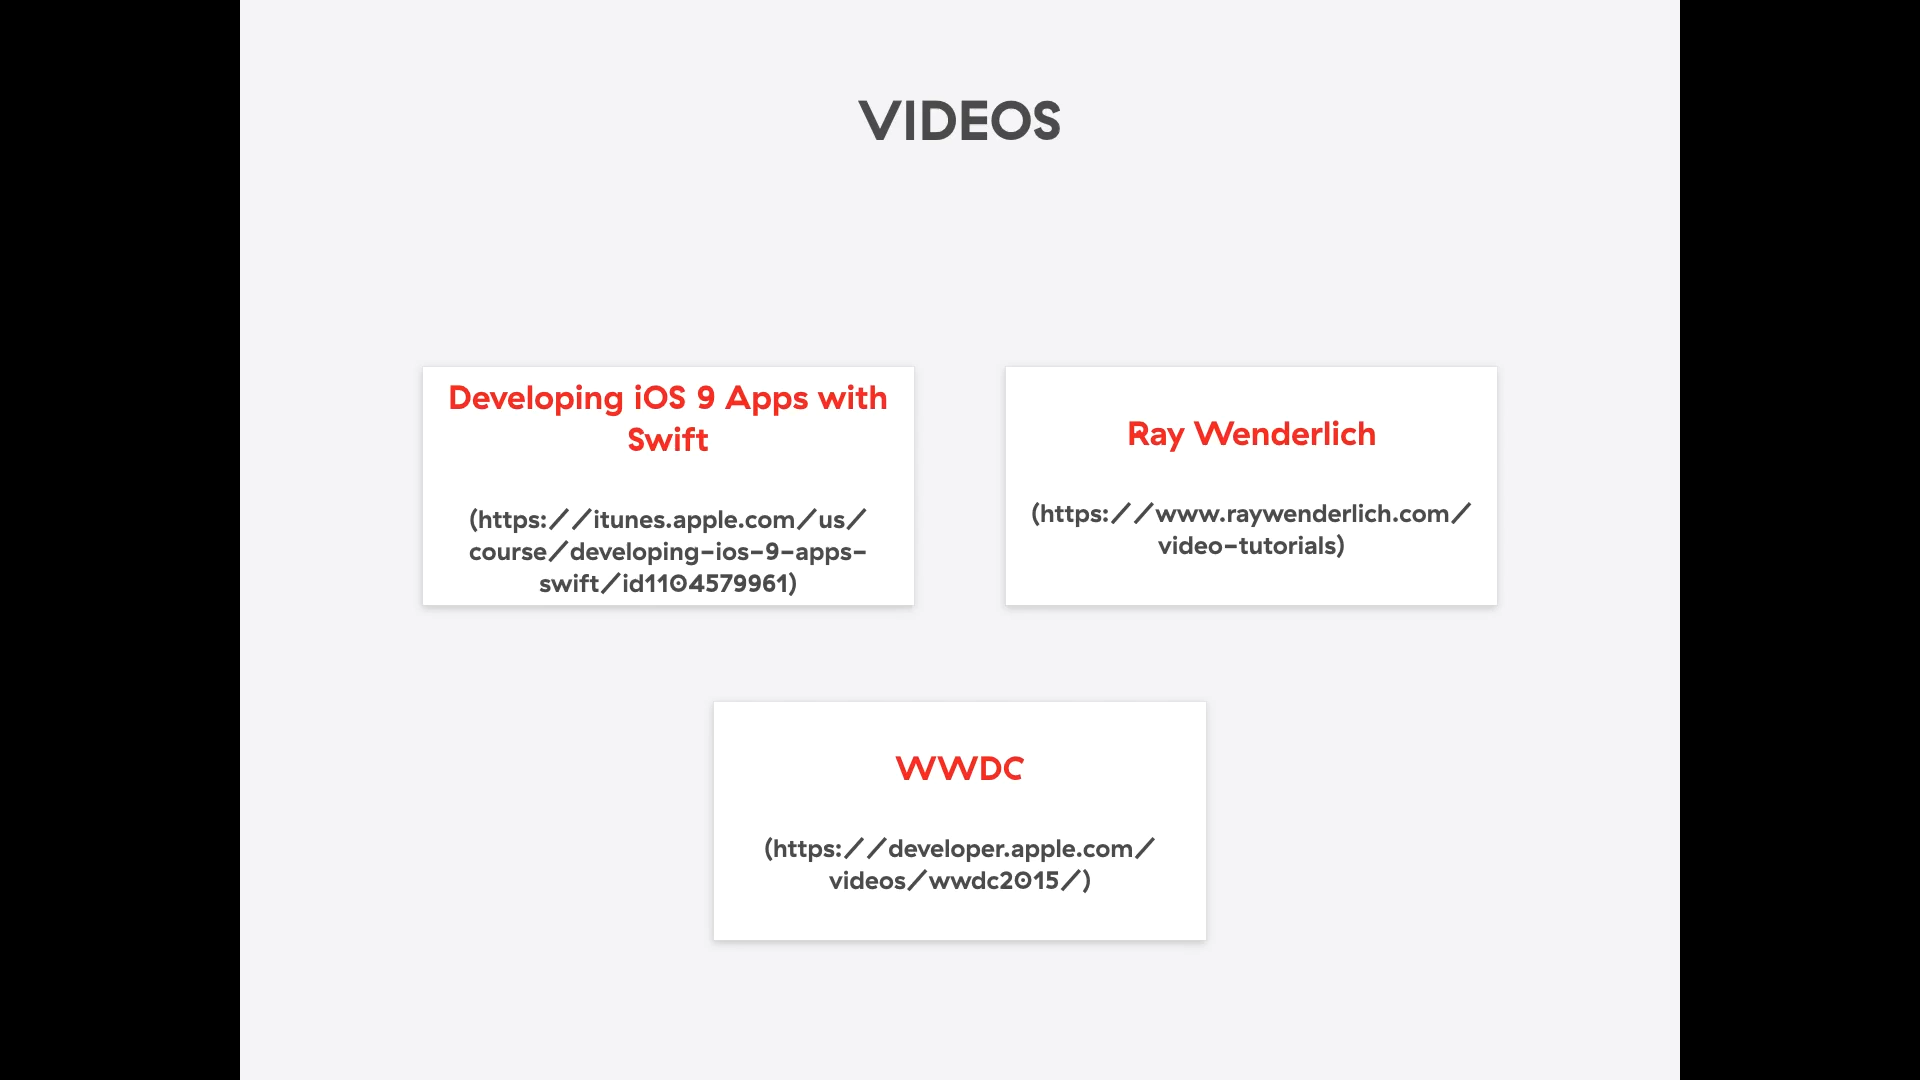 VIDEOS
Developing iOS 9 Apps with
Swift
(https://itunes.apple.com/us/
course/developing-ios-9-apps-
swift/id1104579961)
Ray Wenderlich
(https://www.raywenderlich.com/
video-tutorials)
WWDC
(https://developer.apple.com/
videos/wwdc2015/)